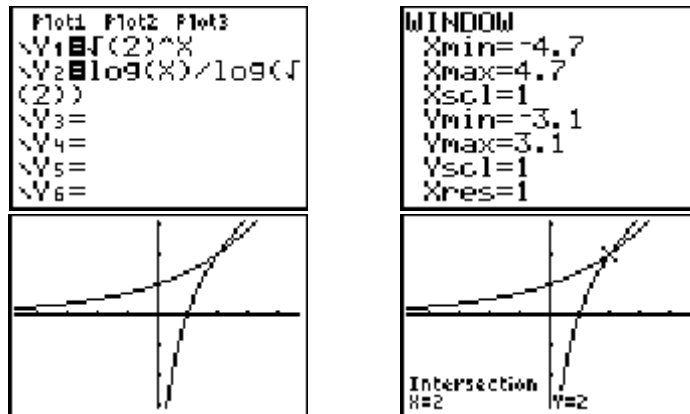 Plot1 Plot2 Plot3
\Y1=√(2)^X
\Y2=log(X)/log(√
(2))
\Y3=
\Y4=
\Y5=
\Y6=
WINDOW
Xmin=-4.7
Xmax=4.7
Xscl=1
Ymin=-3.1
Ymax=3.1
Yscl=1
Xres=1
Intersection
X=2 Y=2